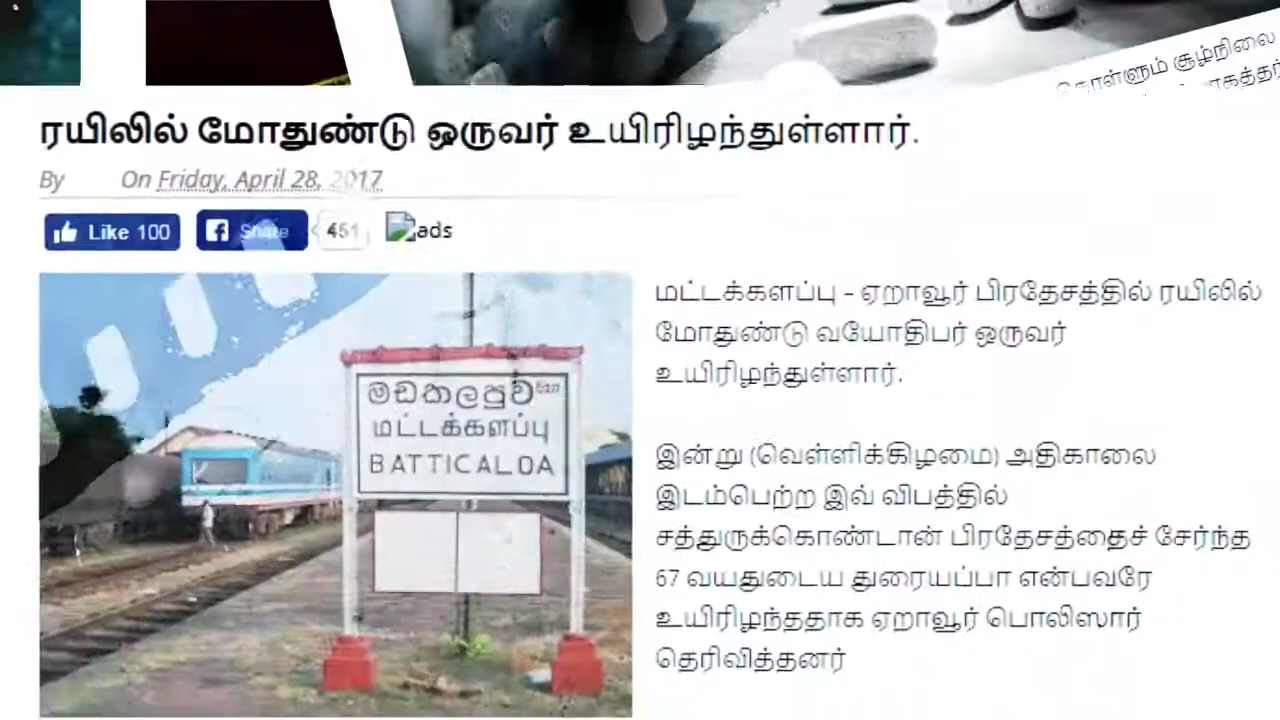 கொள்ளும் சூழ்நிலை
ரயிலில் மோதுண்டு ஒருவர் உயிரிழந்துள்ளார்.
By On Friday, April 28, 2017
Like 100 Share 451 ads
மட்டக்களப்பு - ஏறாவூர் பிரதேசத்தில் ரயிலில்
மோதுண்டு வயோதிபர் ஒருவர்
உயிரிழந்துள்ளார்.
இன்று (வெள்ளிக்கிழமை) அதிகாலை
இடம்பெற்ற இவ் விபத்தில்
சத்துருக்கொண்டான் பிரதேசத்தைச் சேர்ந்த
67 வயதுடைய துரையப்பா என்பவரே
உயிரிழந்ததாக ஏறாவூர் பொலிஸார்
தெரிவித்தனர்
මඩකලපුව
மட்டக்களப்பு
BATTICALOA